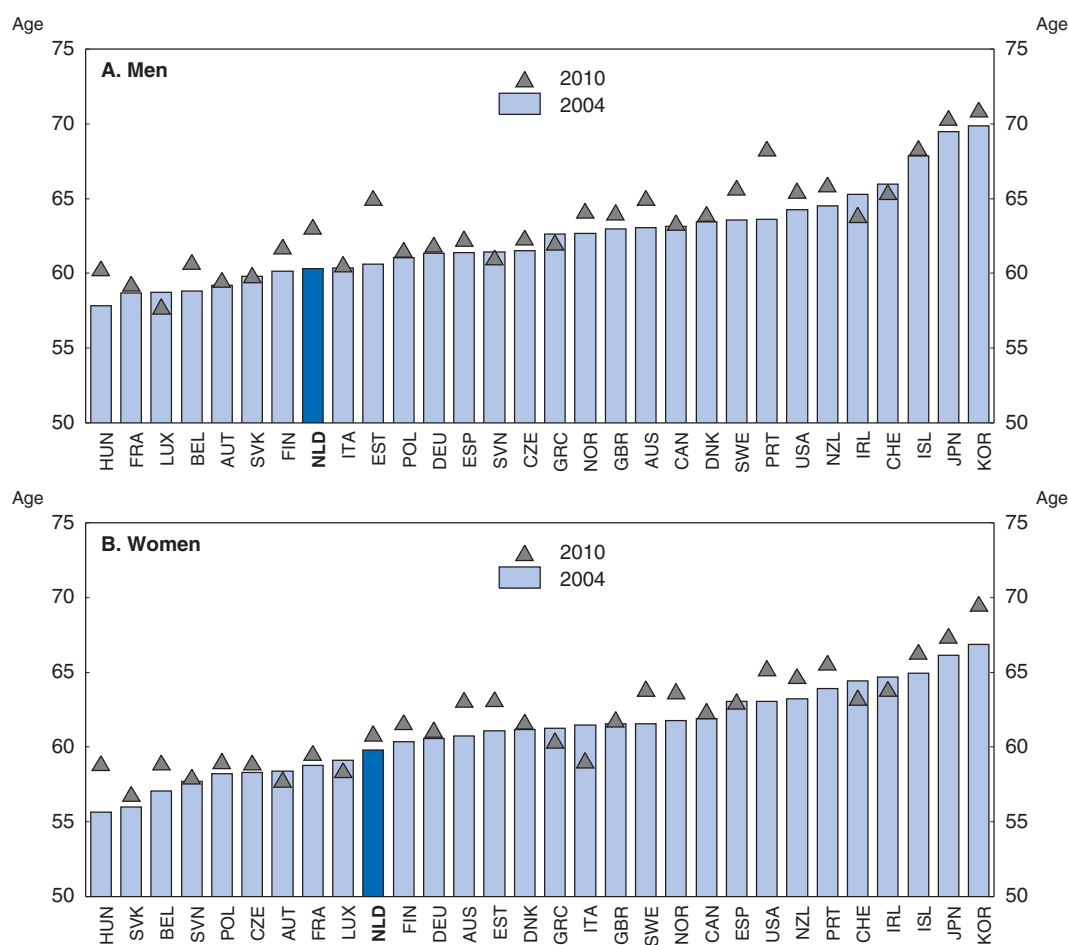 Age Age
75 75
A. Men
2010
2004
70 70
65 65
60 60
55 55
50 50
HUN FRA LUX BEL AUT SVK FIN NLD ITA EST POL DEU ESP SVN CZE GRC NOR GBR AUS CAN DNK SWE PRT USA NZL IRL CHE ISL JPN KOR
Age Age
75 75
B. Women
2010
2004
70 70
65 65
60 60
55 55
50 50
HUN SVK BEL SVN POL CZE AUT FRA LUX NLD FIN DEU AUS EST DNK GRC ITA GBR SWE NOR CAN ESP USA NZL PRT CHE IRL ISL JPN KOR